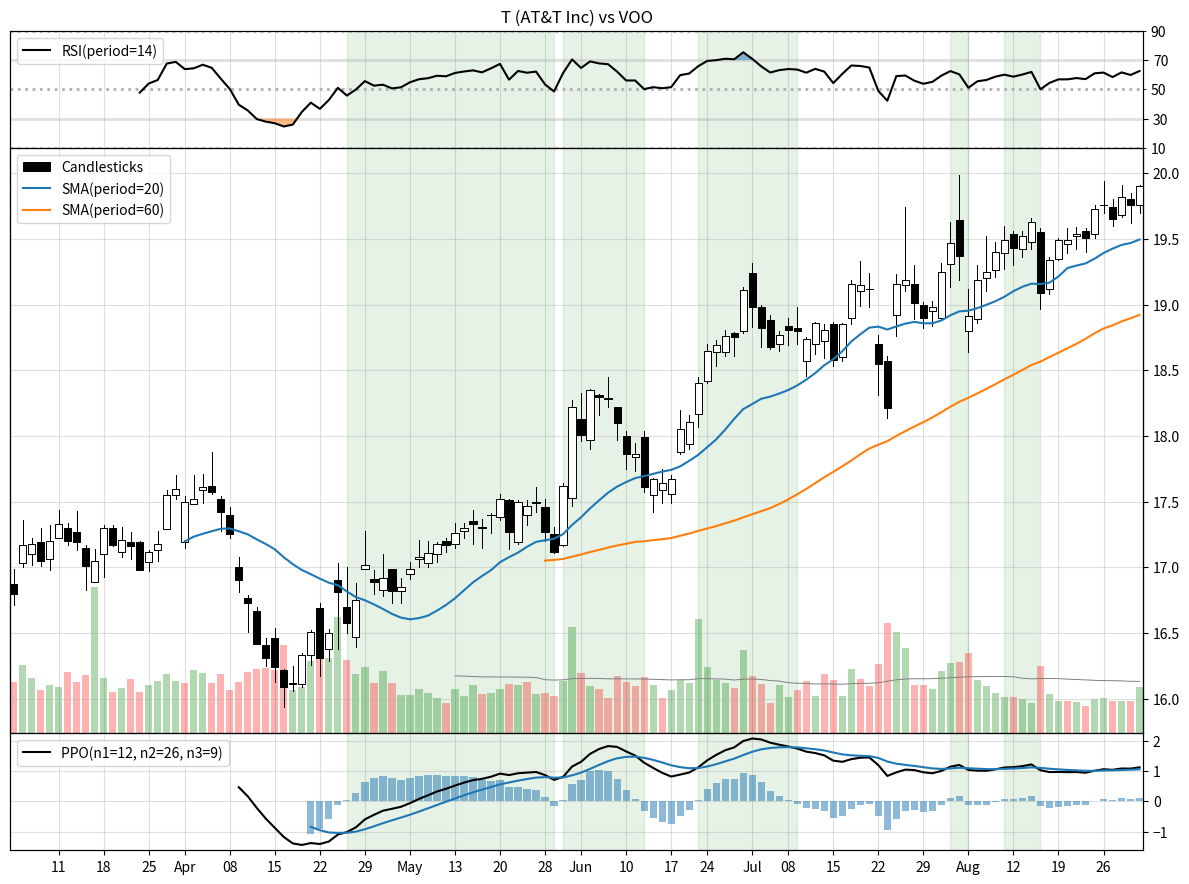 T (AT&T Inc) vs VOO
RSI(period=14)
90
70
50
30
10
Candlesticks
SMA(period=20)
SMA(period=60)
20.0
19.5
19.0
18.5
18.0
17.5
17.0
16.5
16.0
PPO(n1=12, n2=26, n3=9)
2
1
0
−1
11 18 25 Apr 08 15 22 29 May 13 20 28 Jun 10 17 24 Jul 08 15 22 29 Aug 12 19 26